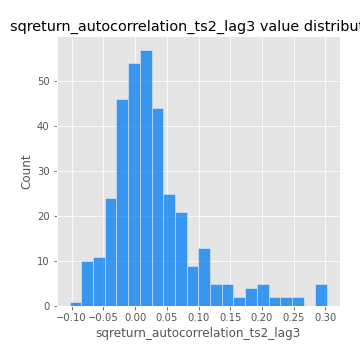 sqreturn_autocorrelation_ts2_lag3 value distribut
50
40
30
20
10
0
Count
−0.10 −0.05 0.00 0.05 0.10 0.15 0.20 0.25 0.30
sqreturn_autocorrelation_ts2_lag3